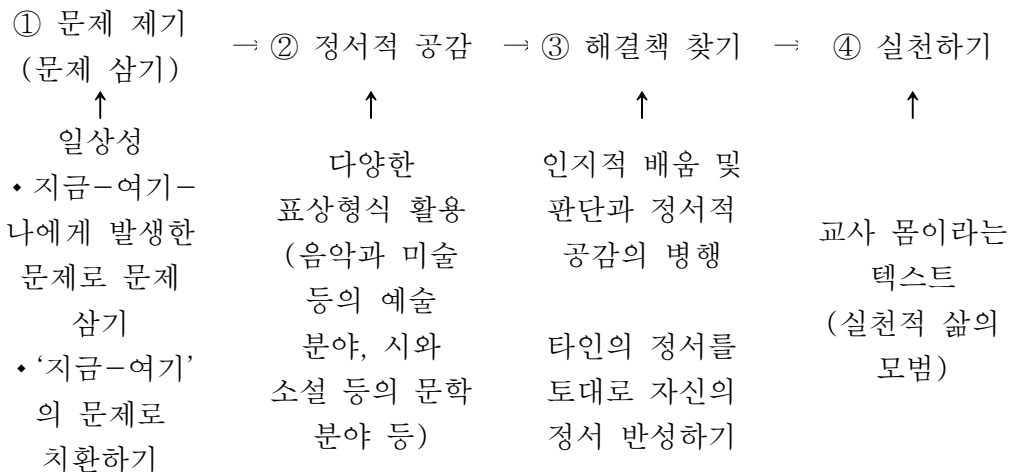 ① 문제 제기
(문제 삼기)
→ ② 정서적 공감
→ ③ 해결책 찾기
→ ④ 실천하기
↑ ↑ ↑ ↑
일상성
• 지금-여기-
나에게 발생한
문제로 문제
삼기
• ‘지금-여기’
의 문제로
치환하기
다양한
표상형식 활용
(음악과 미술
등의 예술
분야, 시와
소설 등의 문학
분야 등)
인지적 배움 및
판단과 정서적
공감의 병행
타인의 정서를
토대로 자신의
정서 반성하기
교사 몸이라는
텍스트
(실천적 삶의
모범)